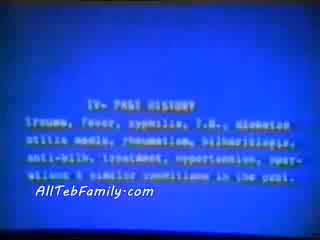 IV- PAST HISTORY
trauma, fever, syphilis, T.B., diabetes
otitis media, rheumatism, bilharziasis,
anti-bilh. treatment, hypertension, oper-
ations & similar conditions in the past.
AllTebFamily.com